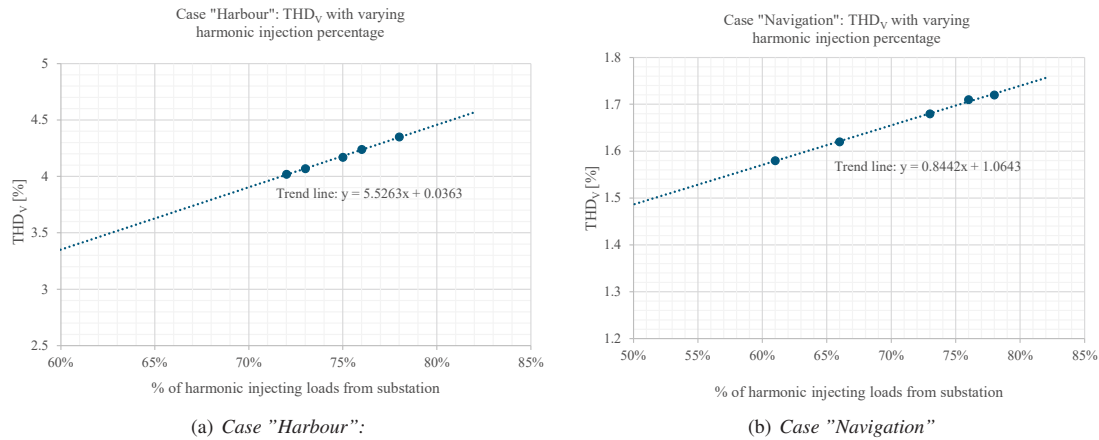 Case "Harbour": THDV with varying
harmonic injection percentage
5
4.5
4
3.5
3
2.5
THDV [%]
Trend line: y = 5.5263x + 0.0363
60%
65%
70%
75%
80%
85%
% of harmonic injecting loads from substation
(a) Case "Harbour":
Case "Navigation": THDV with varying
harmonic injection percentage
1.8
1.7
1.6
1.5
1.4
1.3
1.2
THDV [%]
Trend line: y = 0.8442x + 1.0643
50%
55%
60%
65%
70%
75%
80%
85%
% of harmonic injecting loads from substation
(b) Case "Navigation"